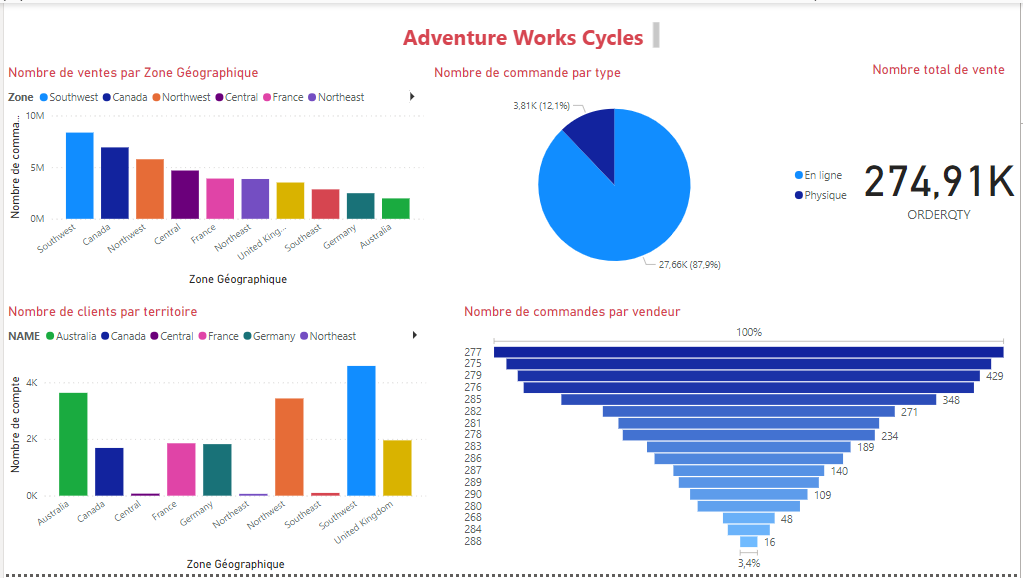 Adventure Works Cycles
Nombre de ventes par Zone Géographique
Zone Southwest Canada Northwest Central France Northeast
Nombre de comma...
10M
5M
0M
Southwest
Canada
Northwest
Central
France
Northeast
United King...
Southeast
Germany
Australia
Zone Géographique
Nombre de commande par type
3,81K (12,1%)
27,66K (87,9%)
En ligne
Physique
Nombre total de vente
274,91K
ORDERQTY
Nombre de clients par territoire
NAME Australia Canada Central France Germany Northeast
Nombre de compte
4K
2K
0K
Australia
Canada
Central
France
Germany
Northeast
Northwest
Southeast
Southwest
United Kingdom
Zone Géographique
Nombre de commandes par vendeur
100%
277
275
279 429
276
285 348
282 271
281
278 234
283 189
286
287 140
289
290 109
280
268 48
284
288 16
3,4%